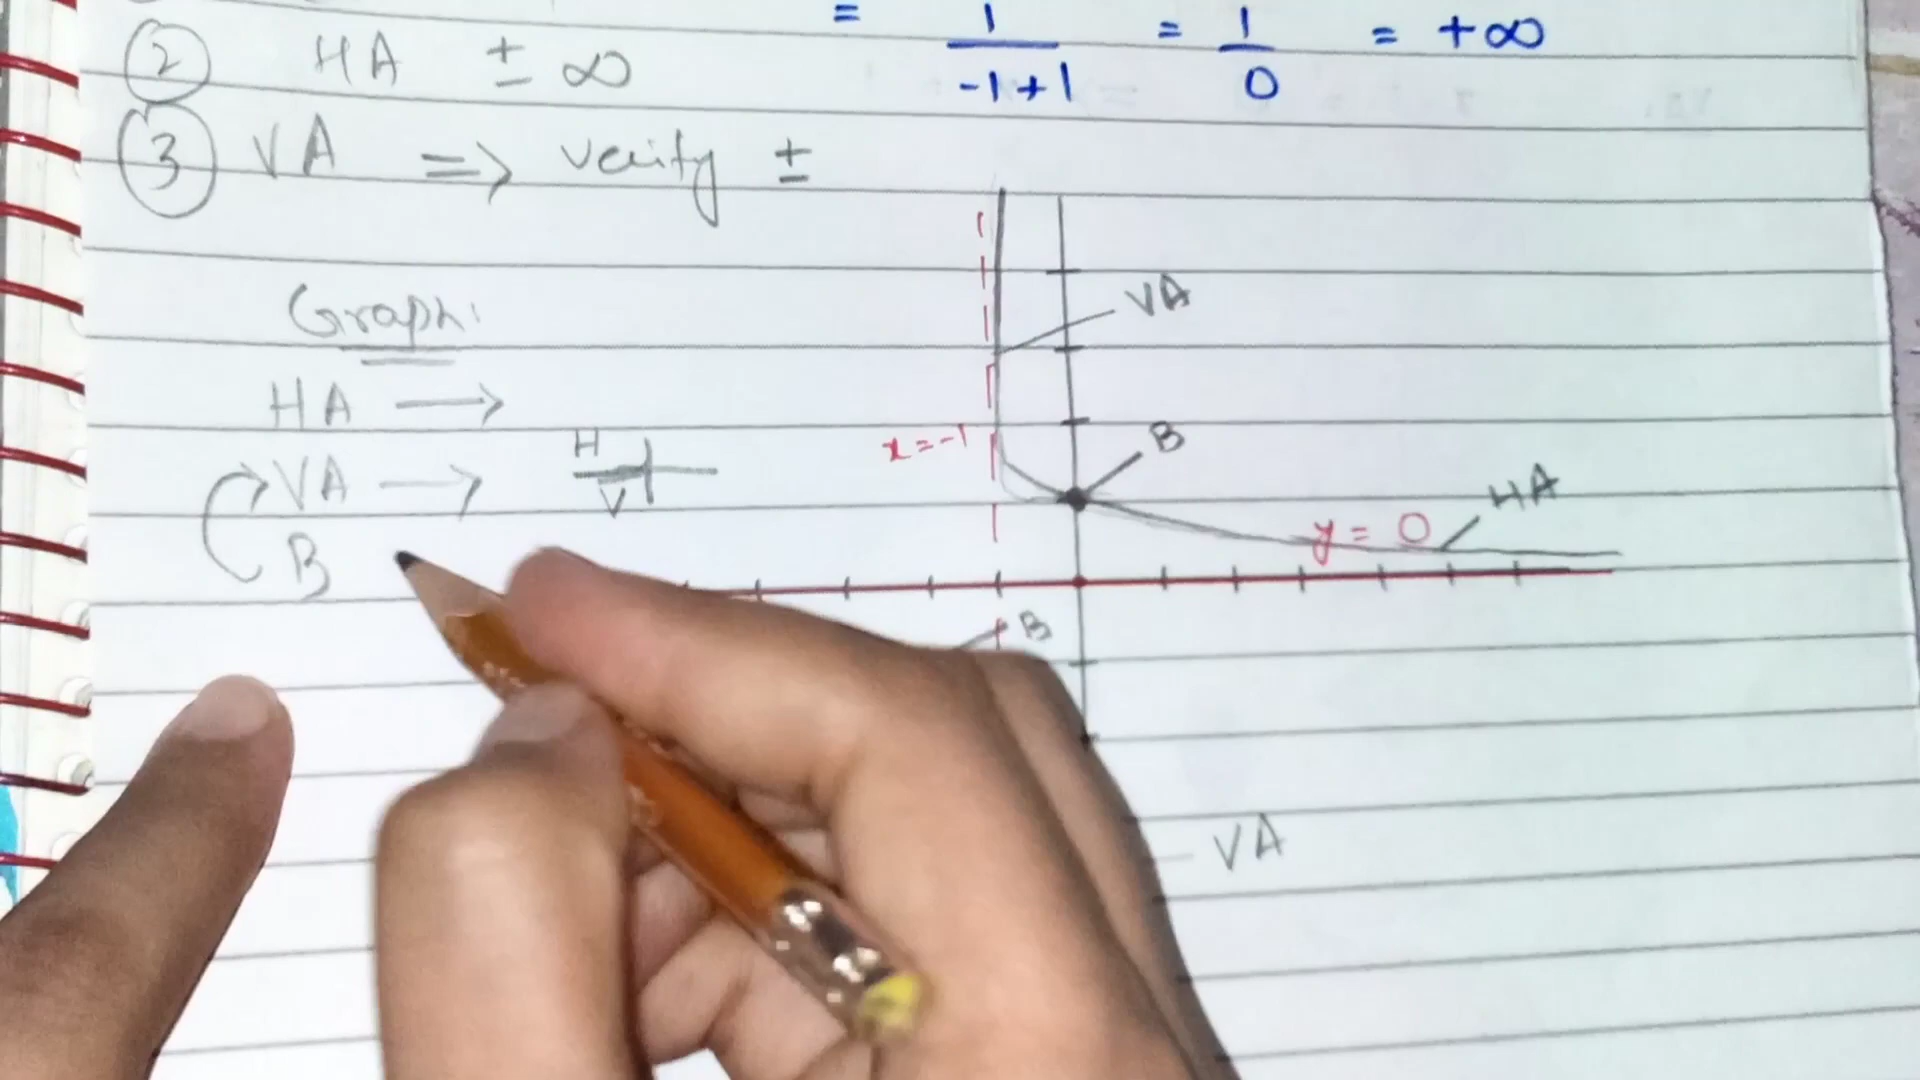 = 1/-1+1 = 1/0 = +∞
② HA ± ∞
③ VA => verify ±
Graph:
HA →
VA → H V
B
VA
x=-1
B
HA
y = 0
B
VA